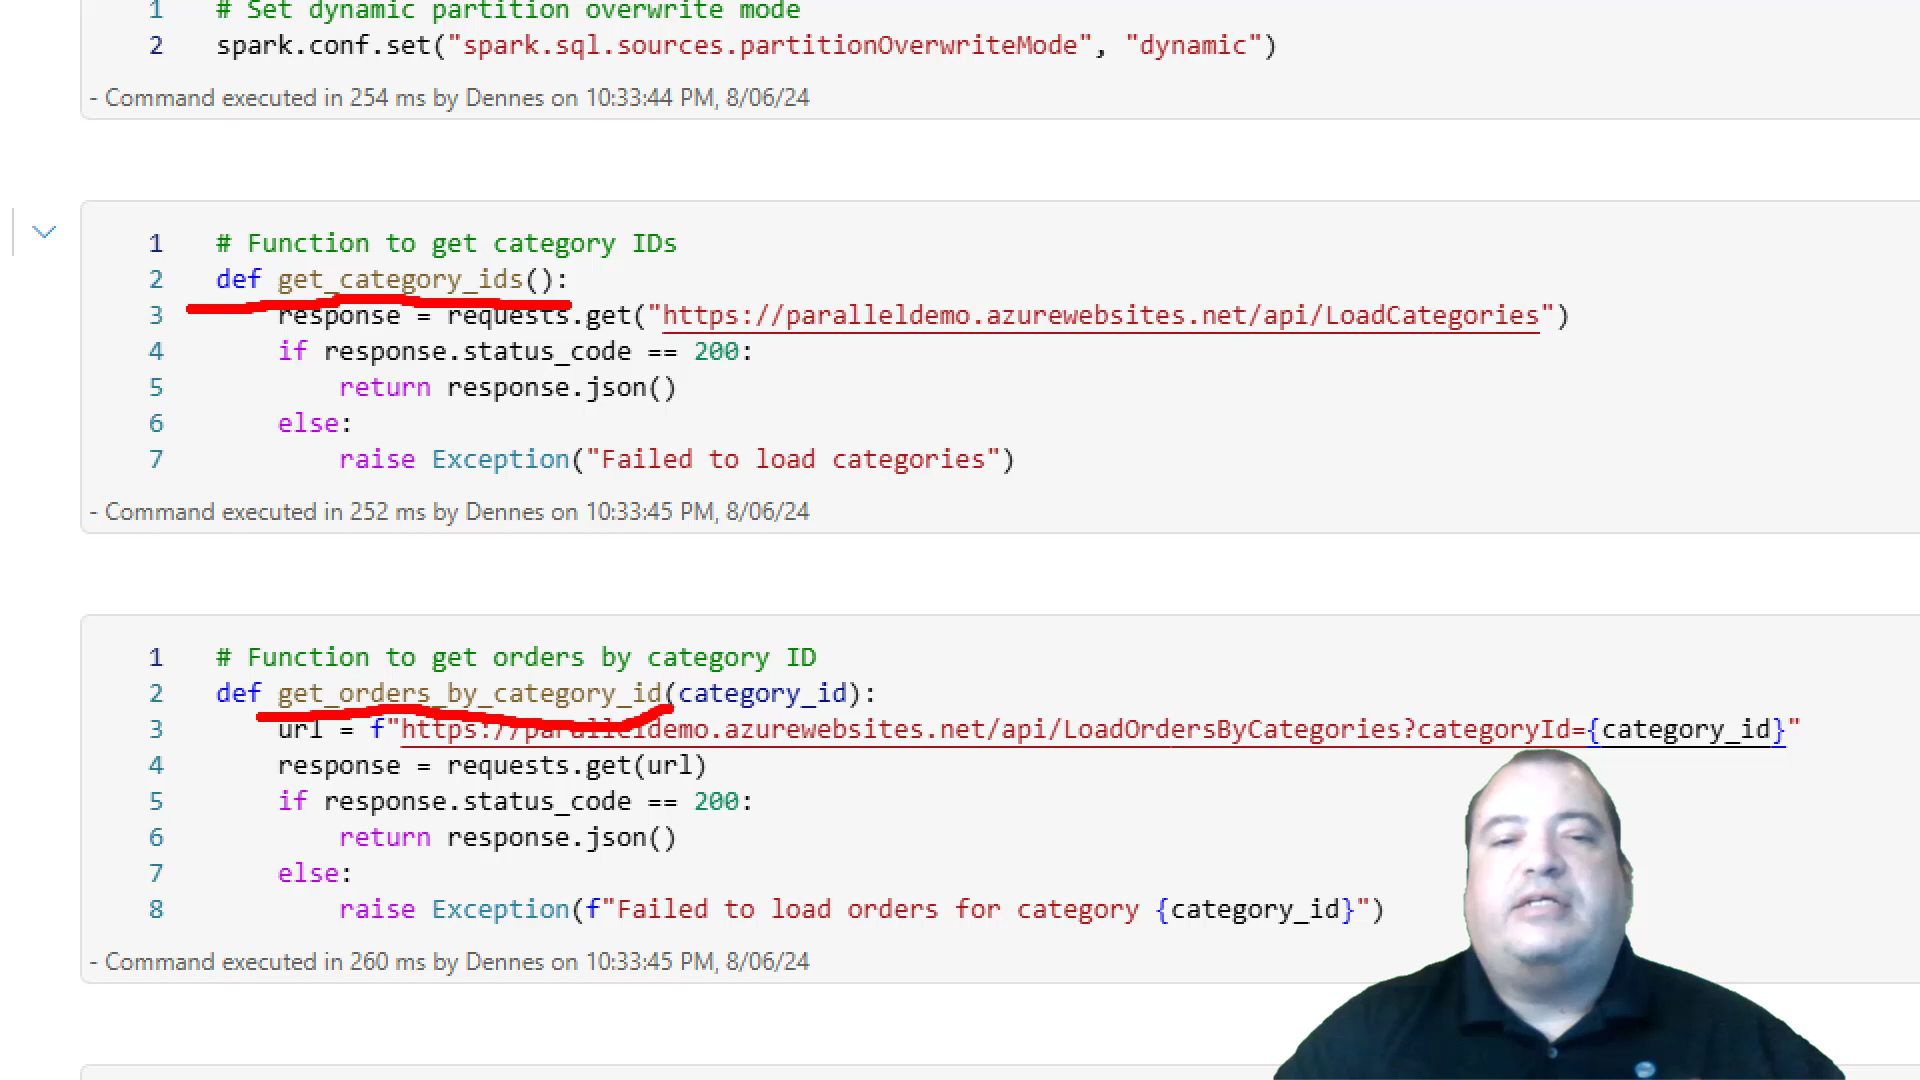 1 # Set dynamic partition overwrite mode
2 spark.conf.set("spark.sql.sources.partitionOverwriteMode", "dynamic")
- Command executed in 254 ms by Dennes on 10:33:44 PM, 8/06/24
1 # Function to get category IDs
2 def get_category_ids():
3 response = requests.get("https://paralleldemo.azurewebsites.net/api/LoadCategories")
4 if response.status_code == 200:
5 return response.json()
6 else:
7 raise Exception("Failed to load categories")
- Command executed in 252 ms by Dennes on 10:33:45 PM, 8/06/24
1 # Function to get orders by category ID
2 def get_orders_by_category_id(category_id):
3 url = f"https://paralleldemo.azurewebsites.net/api/LoadOrdersByCategories?categoryId={category_id}"
4 response = requests.get(url)
5 if response.status_code == 200:
6 return response.json()
7 else:
8 raise Exception(f"Failed to load orders for category {category_id}")
- Command executed in 260 ms by Dennes on 10:33:45 PM, 8/06/24